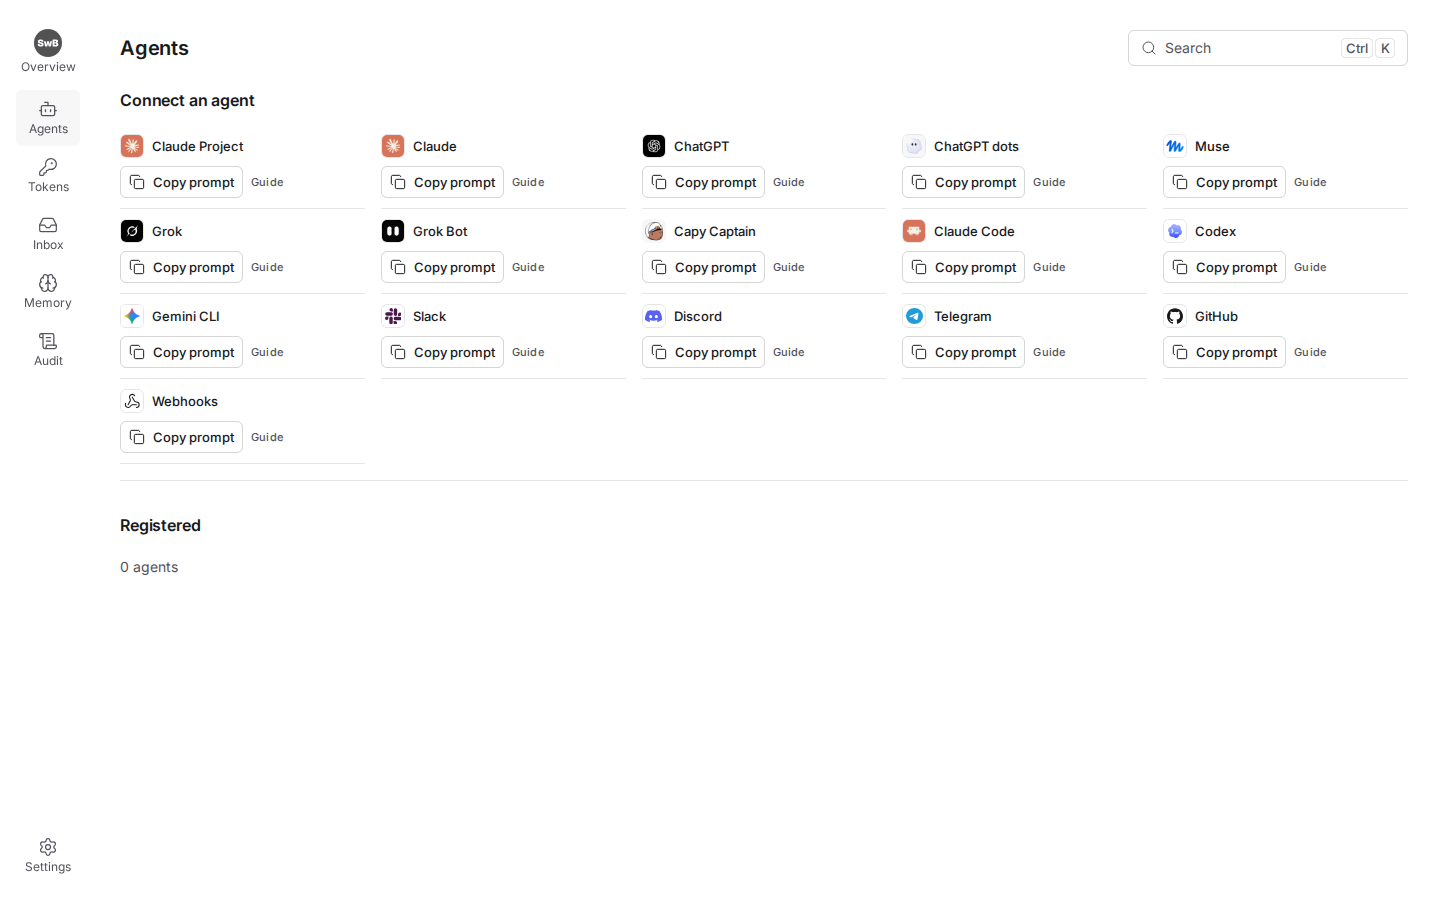 SwB
Overview
Agents
Tokens
Inbox
Memory
Audit
Settings
Agents
Search Ctrl K
Connect an agent
Claude Project
Copy prompt Guide
Claude
Copy prompt Guide
ChatGPT
Copy prompt Guide
ChatGPT dots
Copy prompt Guide
Muse
Copy prompt Guide
Grok
Copy prompt Guide
Grok Bot
Copy prompt Guide
Capy Captain
Copy prompt Guide
Claude Code
Copy prompt Guide
Codex
Copy prompt Guide
Gemini CLI
Copy prompt Guide
Slack
Copy prompt Guide
Discord
Copy prompt Guide
Telegram
Copy prompt Guide
GitHub
Copy prompt Guide
Webhooks
Copy prompt Guide
Registered
0 agents